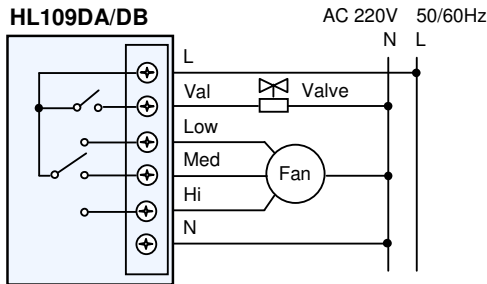 HL109DA/DB
AC 220V 50/60Hz
N L
L
Val
Valve
Low
Med
Fan
Hi
N